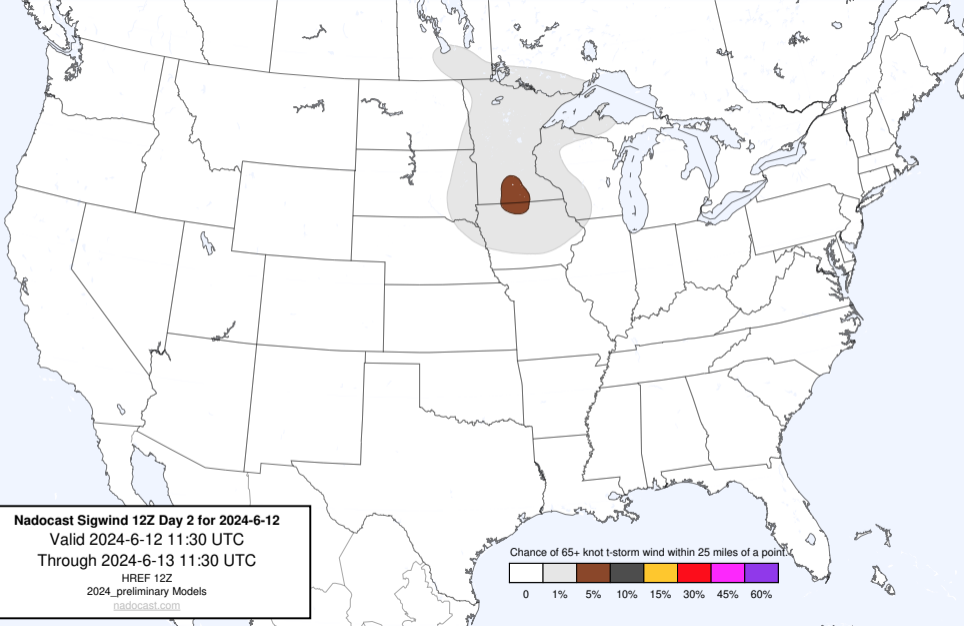 Nadocast Sigwind 12Z Day 2 for 2024-6-12
Valid 2024-6-12 11:30 UTC
Through 2024-6-13 11:30 UTC
HREF 12Z
2024_preliminary Models
nadocast.com
Chance of 65+ knot t-storm wind within 25 miles of a point.
0 1% 5% 10% 15% 30% 45% 60%